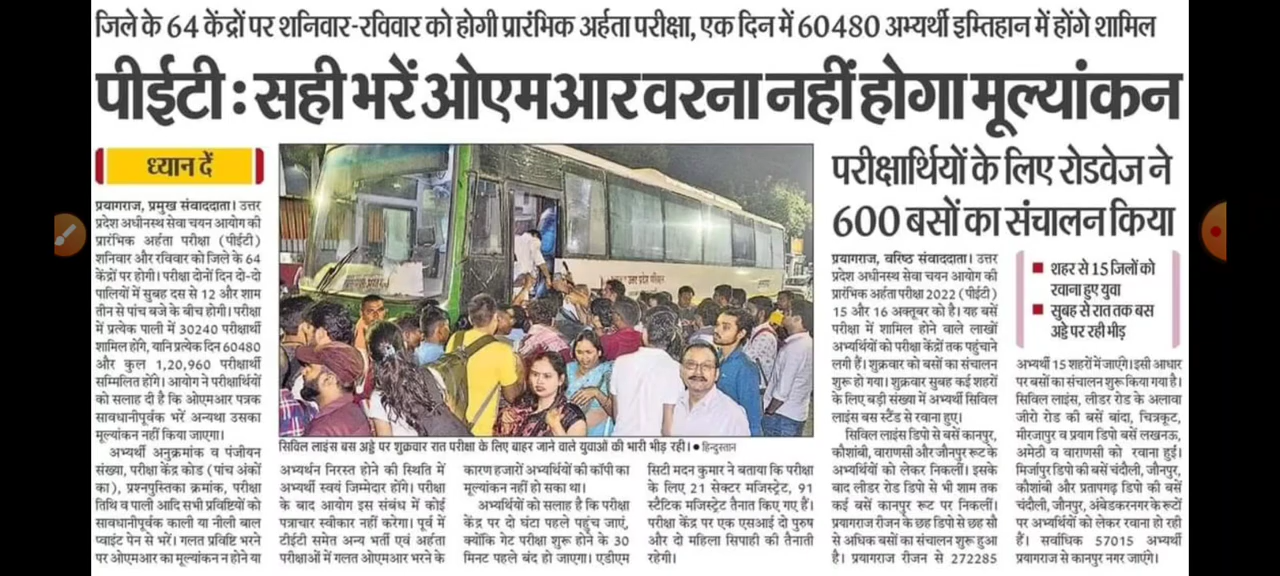 जिले के 64 केंद्रों पर शनिवार-रविवार को होगी प्रारंभिक अर्हता परीक्षा, एक दिन में 60480 अभ्यर्थी इम्तिहान में होंगे शामिल
पीईटी : सही भरें ओएमआर वरना नहीं होगा मूल्यांकन
ध्यान दें
प्रयागराज, प्रमुख संवाददाता। उत्तर
प्रदेश अधीनस्थ सेवा चयन आयोग की
प्रारंभिक अर्हता परीक्षा (पीईटी)
शनिवार और रविवार को जिले के 64
केंद्रों पर होगी। परीक्षा दोनों दिन दो-दो
पालियों में सुबह दस से 12 और शाम
तीन से पांच बजे के बीच होगी। परीक्षा
में प्रत्येक पाली में 30240 परीक्षार्थी
शामिल होंगे, यानि प्रत्येक दिन 60480
और कुल 1,20,960 परीक्षार्थी
सम्मिलित होंगे। आयोग ने परीक्षार्थियों
को सलाह दी है कि ओएमआर पत्रक
सावधानीपूर्वक भरें अन्यथा उसका
मूल्यांकन नहीं किया जाएगा।
अभ्यर्थी अनुक्रमांक व पंजीयन
संख्या, परीक्षा केंद्र कोड (पांच अंकों
का), प्रश्नपुस्तिका क्रमांक, परीक्षा
तिथि व पाली आदि सभी प्रविष्टियों को
सावधानीपूर्वक काली या नीली बाल
प्वाइंट पेन से भरें। गलत प्रविष्टि भरने
पर ओएमआर का मूल्यांकन न होने या
सिविल लाइंस बस अड्डे पर शुक्रवार रात परीक्षा के लिए बाहर जाने वाले युवाओं की भारी भीड़ रही। ● हिन्दुस्तान
अभ्यर्थन निरस्त होने की स्थिति में
अभ्यर्थी स्वयं जिम्मेदार होंगे। परीक्षा
के बाद आयोग इस संबंध में कोई
पत्राचार स्वीकार नहीं करेगा। पूर्व में
टीईटी समेत अन्य भर्ती एवं अर्हता
परीक्षाओं में गलत ओएमआर भरने के
कारण हजारों अभ्यर्थियों की कॉपी का
मूल्यांकन नहीं हो सका था।
अभ्यर्थियों को सलाह है कि परीक्षा
केंद्र पर दो घंटा पहले पहुंच जाएं,
क्योंकि गेट परीक्षा शुरू होने के 30
मिनट पहले बंद हो जाएगा। एडीएम
सिटी मदन कुमार ने बताया कि परीक्षा
के लिए 21 सेक्टर मजिस्ट्रेट, 91
स्टैटिक मजिस्ट्रेट तैनात किए गए हैं।
परीक्षा केंद्र पर एक एसआई दो पुरुष
और दो महिला सिपाही की तैनाती
रहेगी।
परीक्षार्थियों के लिए रोडवेज ने
600 बसों का संचालन किया
प्रयागराज, वरिष्ठ संवाददाता। उत्तर
प्रदेश अधीनस्थ सेवा चयन आयोग की
प्रारंभिक अर्हता परीक्षा 2022 (पीईटी)
15 और 16 अक्तूबर को है। यह बसें
परीक्षा में शामिल होने वाले लाखों
अभ्यर्थियों को परीक्षा केंद्रों तक पहुंचाने
लगी हैं। शुक्रवार को बसों का संचालन
शुरू हो गया। शुक्रवार सुबह कई शहरों
के लिए बड़ी संख्या में अभ्यर्थी सिविल
लाइंस बस स्टैंड से रवाना हुए।
सिविल लाइंस डिपो से बसें कानपुर,
कौशांबी, वाराणसी और जौनपुर रूट के
अभ्यर्थियों को लेकर निकलीं। इसके
बाद लीडर रोड डिपो से भी शाम तक
कई बसें कानपुर रूट पर निकलीं।
प्रयागराज रीजन के छह डिपो से छह सौ
से अधिक बसों का संचालन शुरू हुआ
है। प्रयागराज रीजन से 272285
■ शहर से 15 जिलों को
रवाना हुए युवा
■ सुबह से रात तक बस
अड्डे पर रही भीड़
अभ्यर्थी 15 शहरों में जाएंगे। इसी आधार
पर बसों का संचालन शुरू किया गया है।
सिविल लाइंस, लीडर रोड के अलावा
जीरो रोड की बसें बांदा, चित्रकूट,
मीरजापुर व प्रयाग डिपो बसें लखनऊ,
अमेठी व वाराणसी को रवाना हुईं।
मिर्जापुर डिपो की बसें चंदौली, जौनपुर,
कौशांबी और प्रतापगढ़ डिपो की बसें
चंदौली, जौनपुर, अंबेडकरनगर के रूटों
पर अभ्यर्थियों को लेकर रवाना हो रही
हैं। सर्वाधिक 57015 अभ्यर्थी
प्रयागराज से कानपुर नगर जाएंगे।